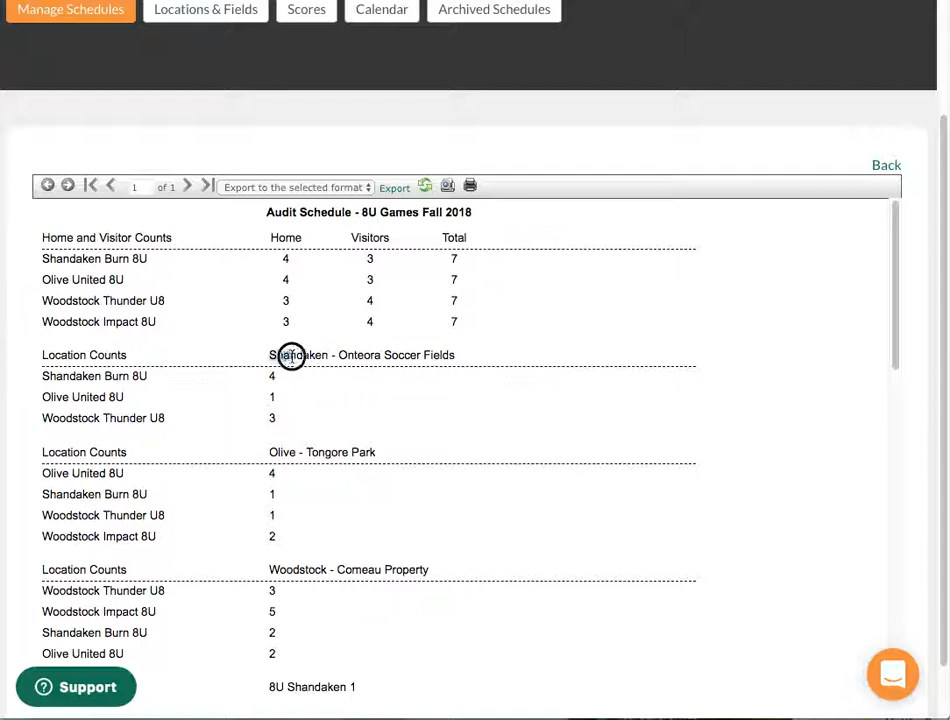 Manage Schedules Locations & Fields Scores Calendar Archived Schedules
Back
1 of 1 Export to the selected format Export
Audit Schedule - 8U Games Fall 2018
Home and Visitor Counts Home Visitors Total
Shandaken Burn 8U 4 3 7
Olive United 8U 4 3 7
Woodstock Thunder U8 3 4 7
Woodstock Impact 8U 3 4 7
Location Counts Shandaken - Onteora Soccer Fields
Shandaken Burn 8U 4
Olive United 8U 1
Woodstock Thunder U8 3
Location Counts Olive - Tongore Park
Olive United 8U 4
Shandaken Burn 8U 1
Woodstock Thunder U8 1
Woodstock Impact 8U 2
Location Counts Woodstock - Comeau Property
Woodstock Thunder U8 3
Woodstock Impact 8U 5
Shandaken Burn 8U 2
Olive United 8U 2
Support
8U Shandaken 1